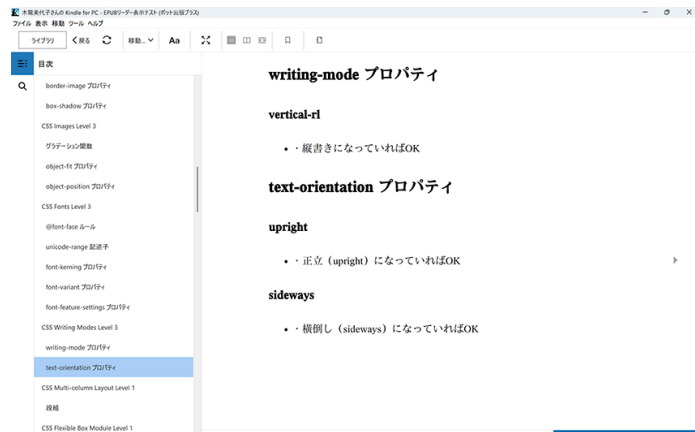 木龍美代子さんの Kindle for PC - EPUBリーダー表示テスト (ポット出版プラス)
ファイル 表示 移動 ツール ヘルプ
ライブラリ 戻る 移動... Aa
目次
border-image プロパティ
box-shadow プロパティ
CSS Images Level 3
グラデーション関数
object-fit プロパティ
object-position プロパティ
CSS Fonts Level 3
@font-face ルール
unicode-range 記述子
font-kerning プロパティ
font-variant プロパティ
font-feature-settings プロパティ
CSS Writing Modes Level 3
writing-mode プロパティ
text-orientation プロパティ
CSS Multi-column Layout Level 1
段組
CSS Flexible Box Module Level 1
writing-mode プロパティ
vertical-rl
• ・縦書きになっていればOK
text-orientation プロパティ
upright
• ・正立（upright）になっていればOK
sideways
• ・横倒し（sideways）になっていればOK